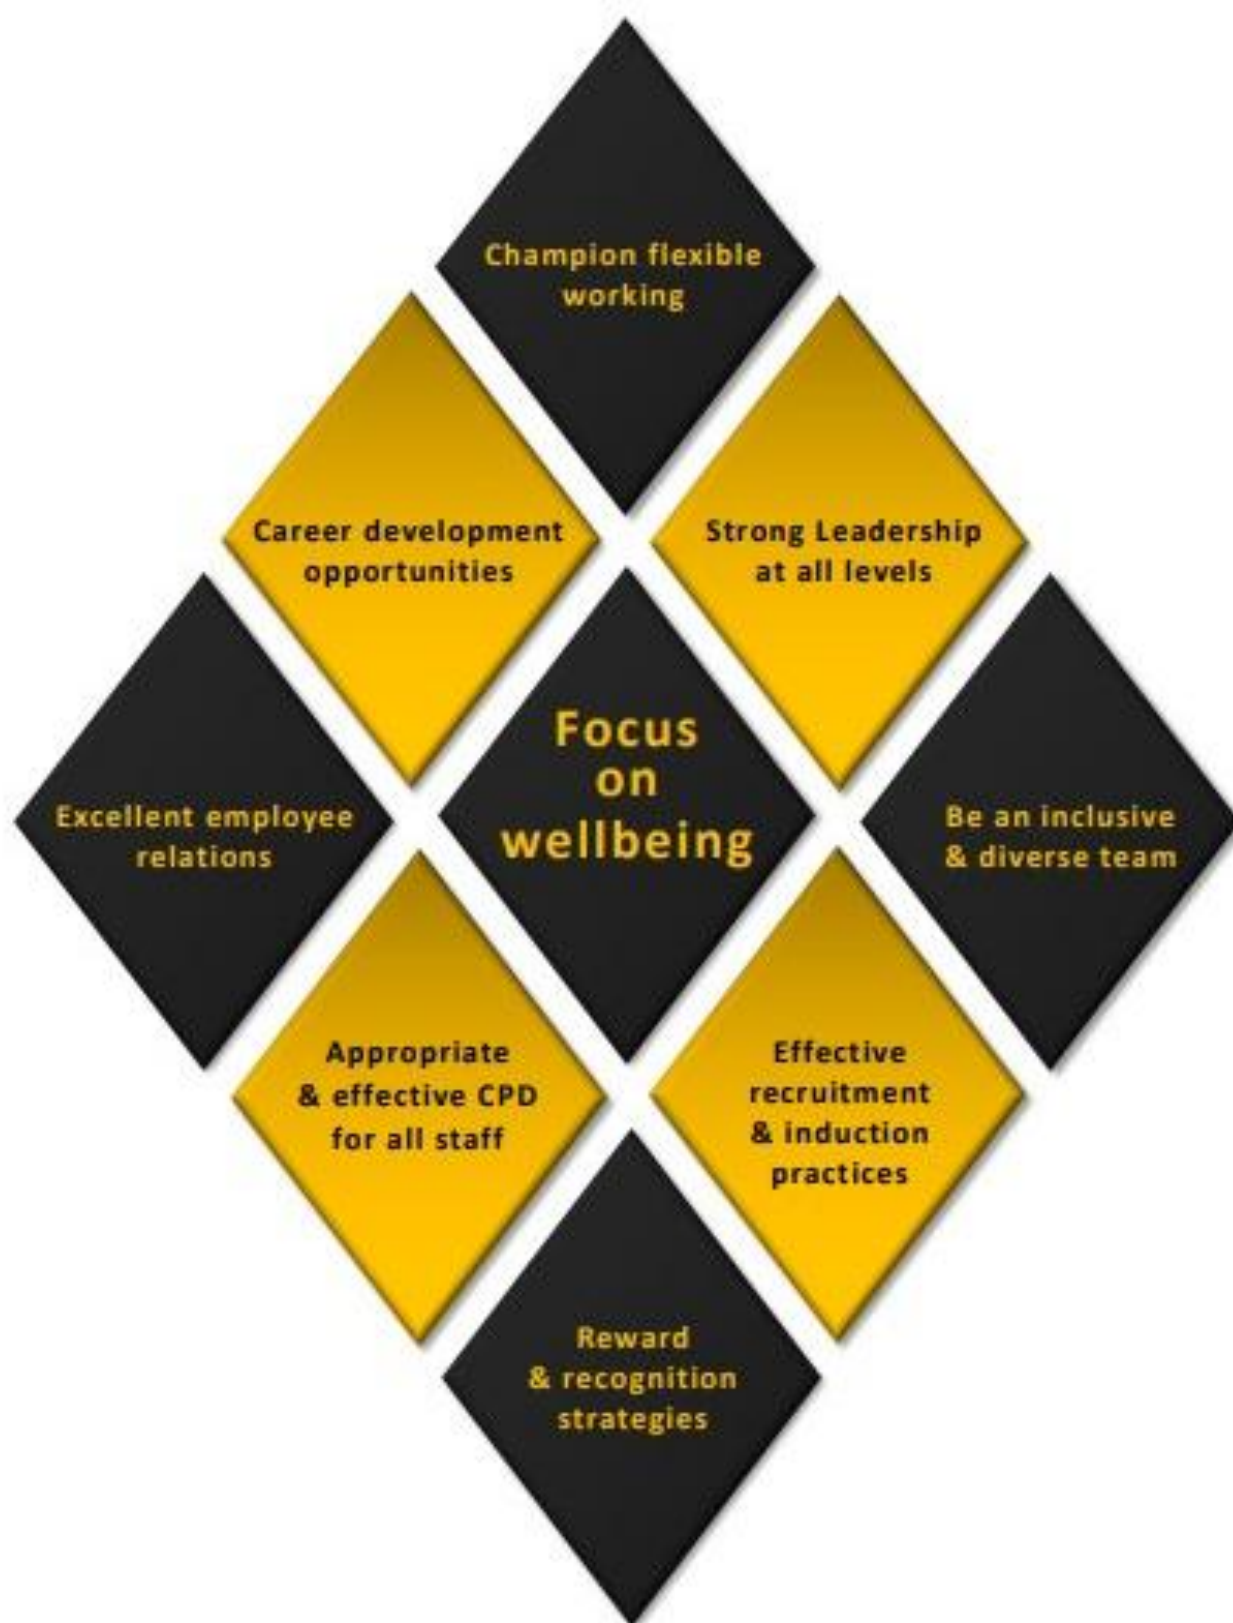 Champion flexible
working
Career development
opportunities
Strong Leadership
at all levels
Excellent employee
relations
Focus
on
wellbeing
Be an inclusive
& diverse team
Appropriate
& effective CPD
for all staff
Effective
recruitment
& induction
practices
Reward
& recognition
strategies